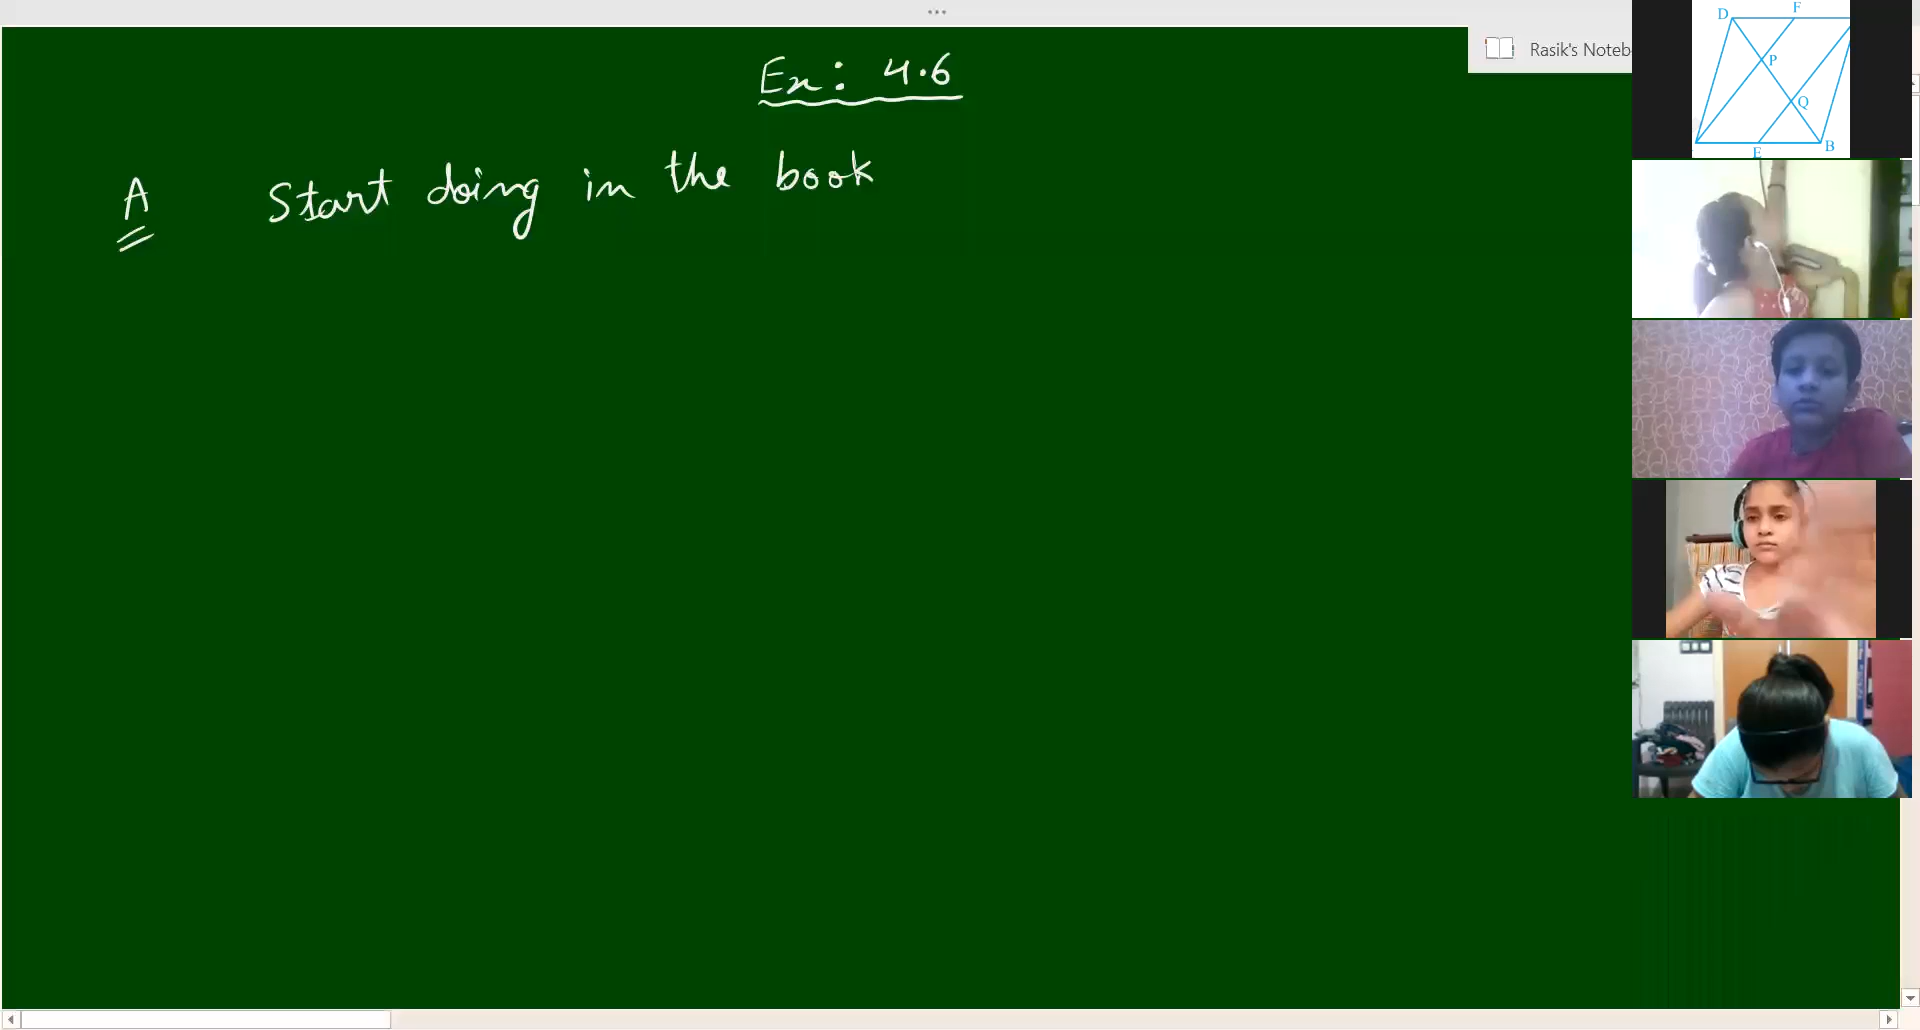 ...
Ex: 4.6
Rasik's Noteb
A Start doing in the book
D F
P
Q
E B